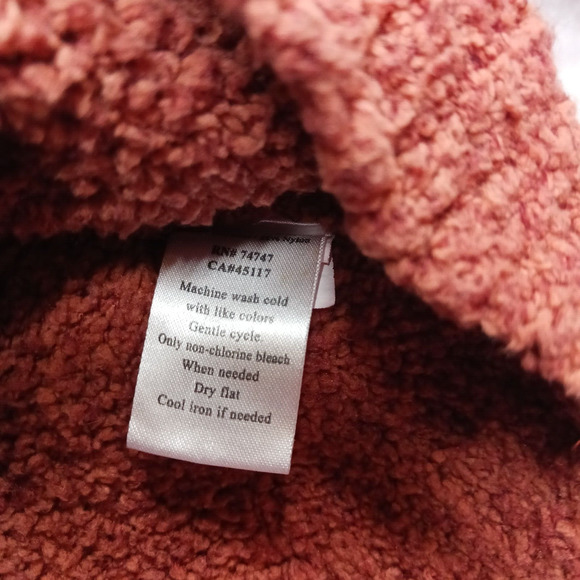 Nylon
RN# 74747
CA#45117
Machine wash cold
with like colors
Gentle cycle.
Only non-chlorine bleach
When needed
Dry flat
Cool iron if needed